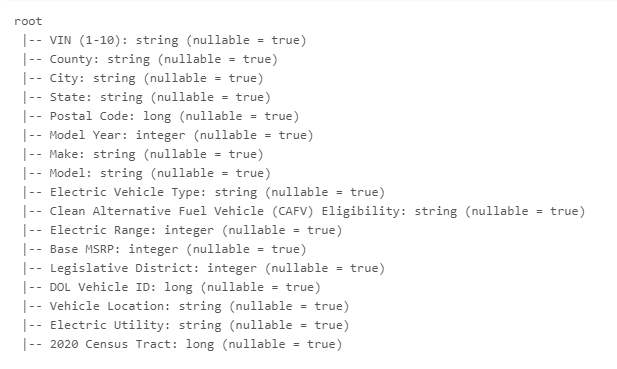 root
 |-- VIN (1-10): string (nullable = true)
 |-- County: string (nullable = true)
 |-- City: string (nullable = true)
 |-- State: string (nullable = true)
 |-- Postal Code: long (nullable = true)
 |-- Model Year: integer (nullable = true)
 |-- Make: string (nullable = true)
 |-- Model: string (nullable = true)
 |-- Electric Vehicle Type: string (nullable = true)
 |-- Clean Alternative Fuel Vehicle (CAFV) Eligibility: string (nullable = true)
 |-- Electric Range: integer (nullable = true)
 |-- Base MSRP: integer (nullable = true)
 |-- Legislative District: integer (nullable = true)
 |-- DOL Vehicle ID: long (nullable = true)
 |-- Vehicle Location: string (nullable = true)
 |-- Electric Utility: string (nullable = true)
 |-- 2020 Census Tract: long (nullable = true)